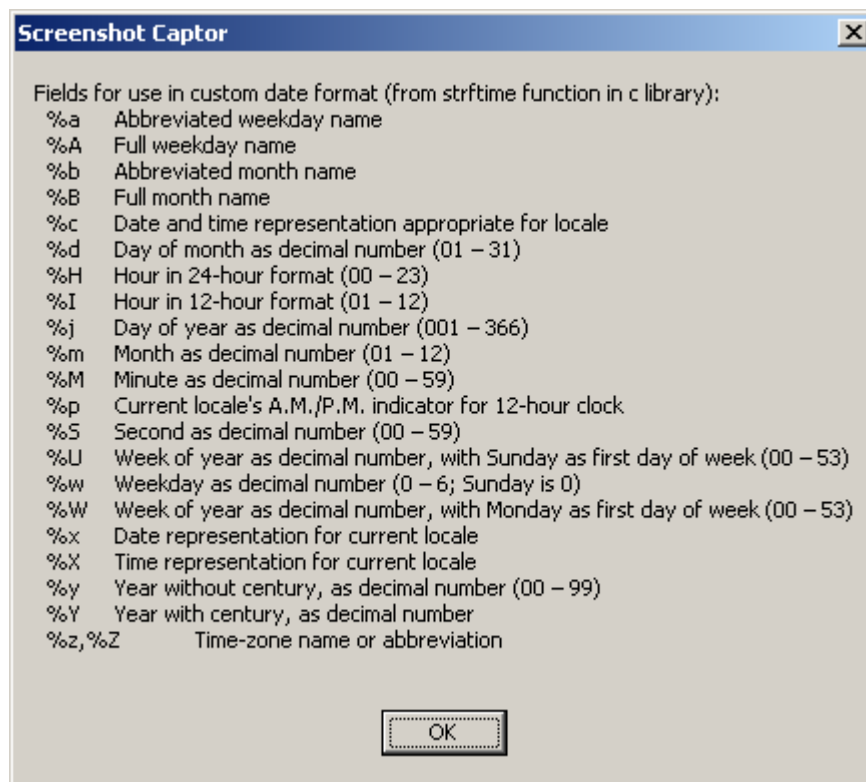 Screenshot Captor
Fields for use in custom date format (from strftime function in c library):
%a Abbreviated weekday name
%A Full weekday name
%b Abbreviated month name
%B Full month name
%c Date and time representation appropriate for locale
%d Day of month as decimal number (01 – 31)
%H Hour in 24-hour format (00 – 23)
%I Hour in 12-hour format (01 – 12)
%j Day of year as decimal number (001 – 366)
%m Month as decimal number (01 – 12)
%M Minute as decimal number (00 – 59)
%p Current locale's A.M./P.M. indicator for 12-hour clock
%S Second as decimal number (00 – 59)
%U Week of year as decimal number, with Sunday as first day of week (00 – 53)
%w Weekday as decimal number (0 – 6; Sunday is 0)
%W Week of year as decimal number, with Monday as first day of week (00 – 53)
%x Date representation for current locale
%X Time representation for current locale
%y Year without century, as decimal number (00 – 99)
%Y Year with century, as decimal number
%z,%Z Time-zone name or abbreviation
OK